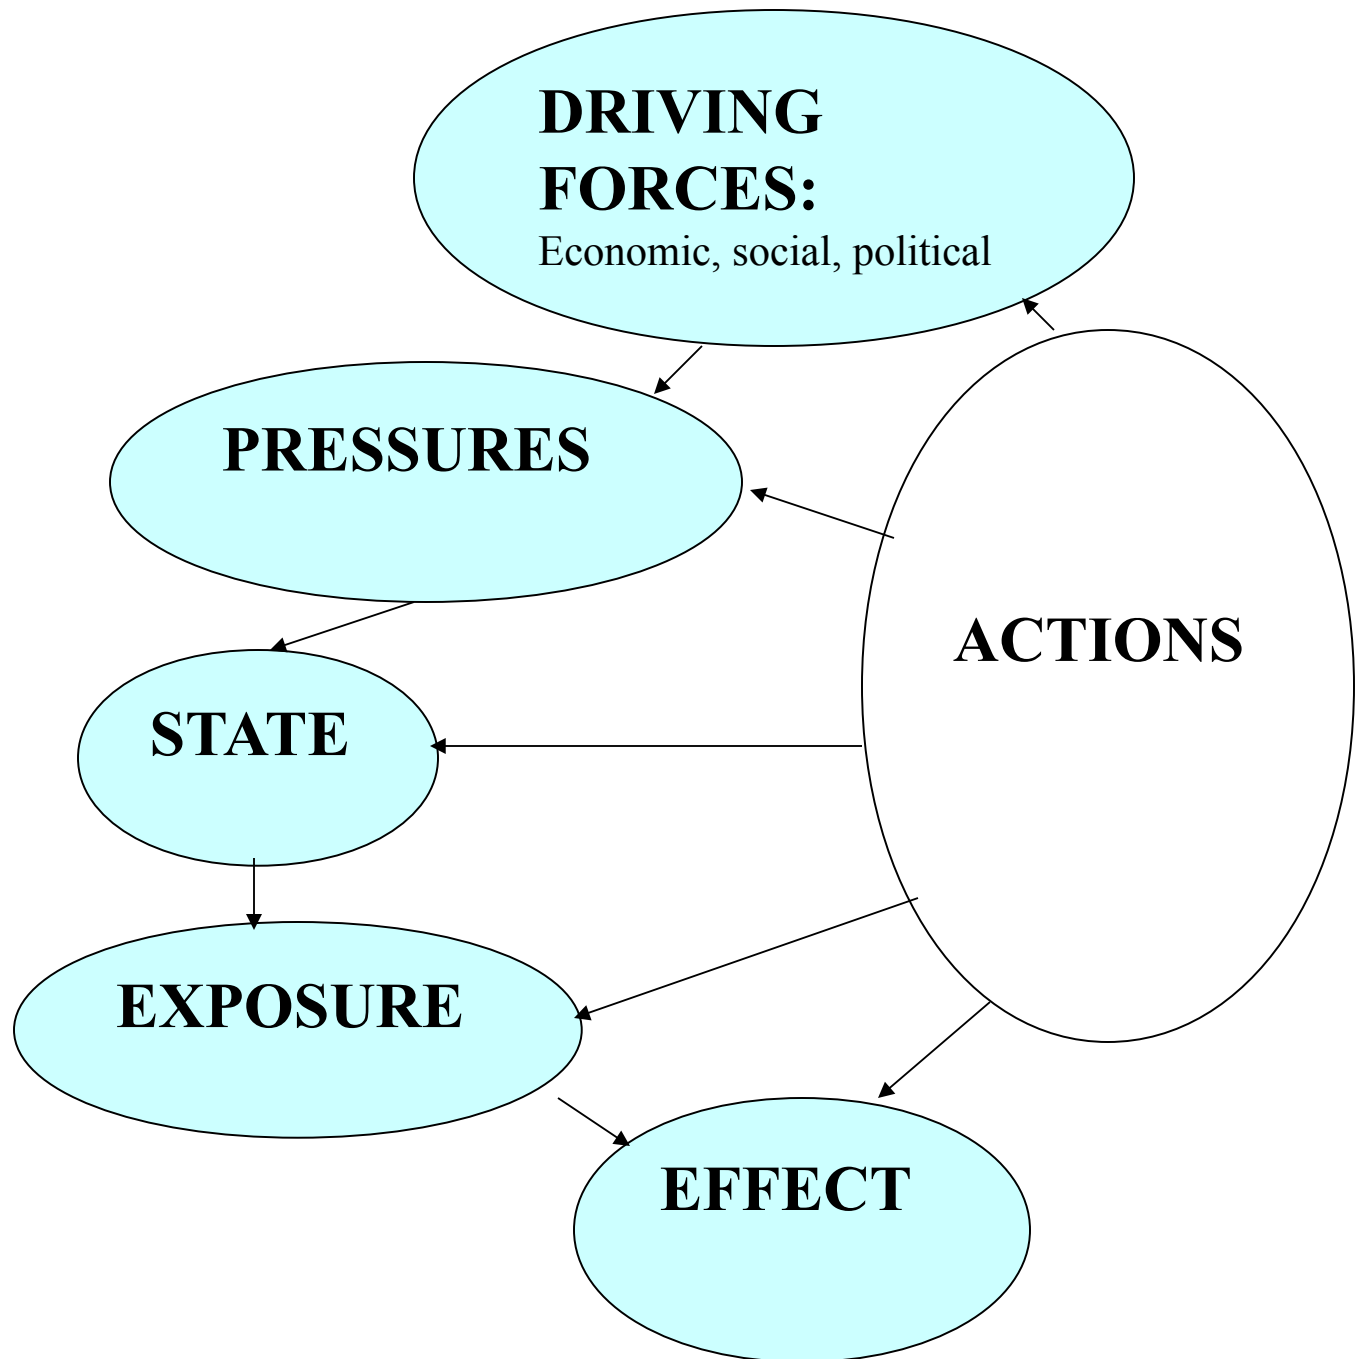 DRIVING
FORCES:
Economic, social, political
PRESSURES
ACTIONS
STATE
EXPOSURE
EFFECT